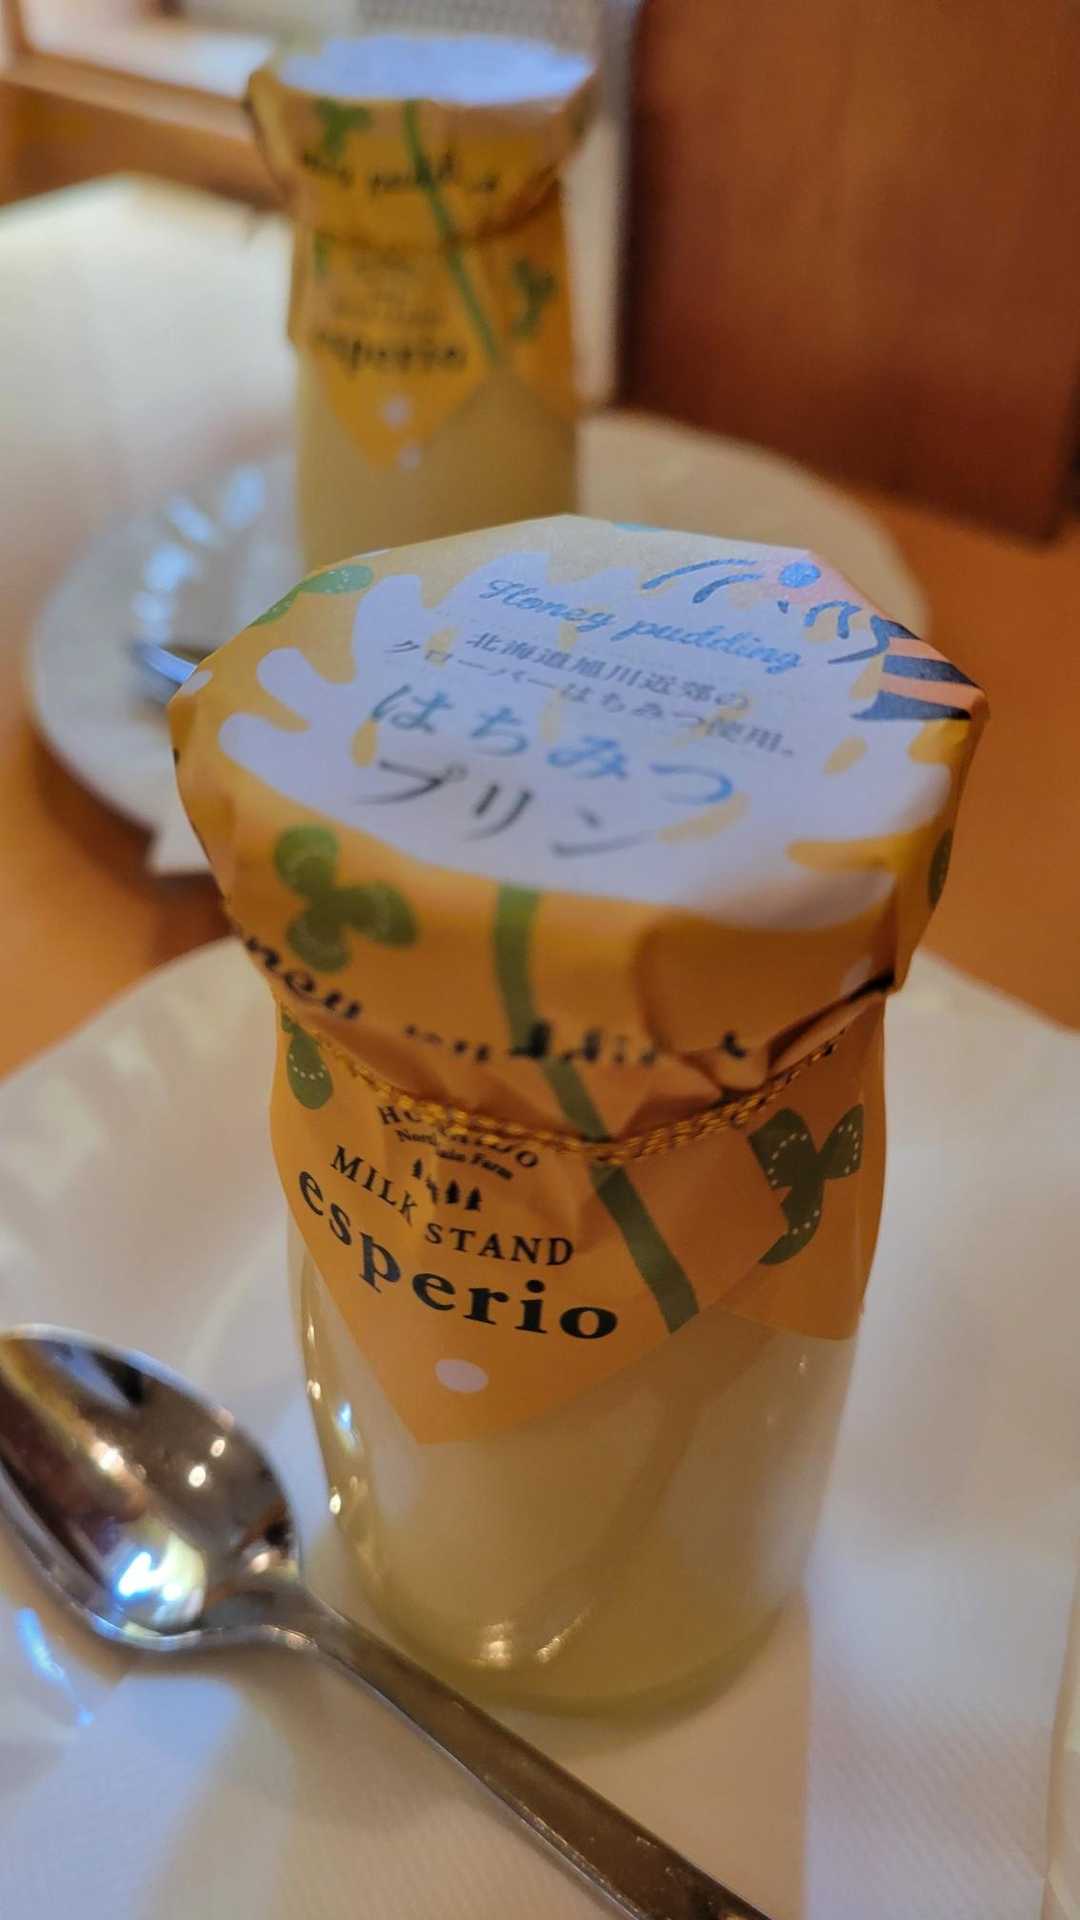 esperio
Honey pudding
北海道旭川近郊の
クローバーはちみつ使用。
はちみつ
プリン
MILK STAND
esperio